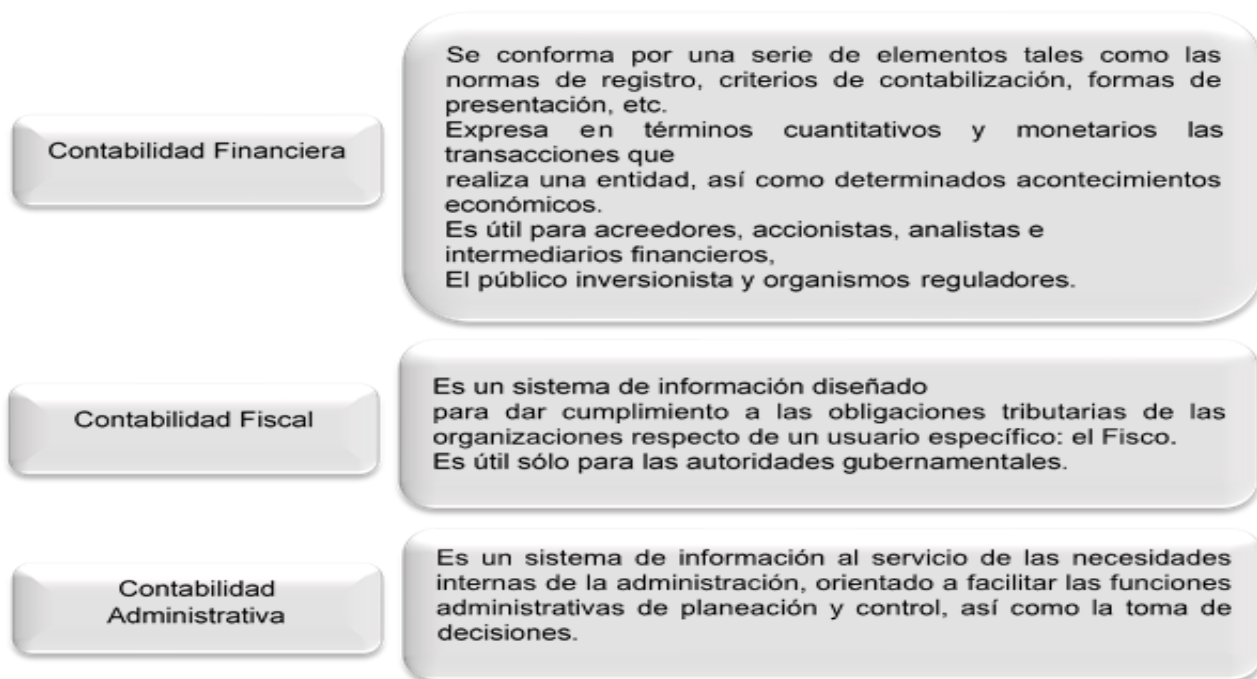 Contabilidad Financiera
Se conforma por una serie de elementos tales como las
normas de registro, criterios de contabilización, formas de
presentación, etc.
Expresa en términos cuantitativos y monetarios las
transacciones que
realiza una entidad, así como determinados acontecimientos
económicos.
Es útil para acreedores, accionistas, analistas e
intermediarios financieros,
El público inversionista y organismos reguladores.
Contabilidad Fiscal
Es un sistema de información diseñado
para dar cumplimiento a las obligaciones tributarias de las
organizaciones respecto de un usuario específico: el Fisco.
Es útil sólo para las autoridades gubernamentales.
Contabilidad
Administrativa
Es un sistema de información al servicio de las necesidades
internas de la administración, orientado a facilitar las funciones
administrativas de planeación y control, así como la toma de
decisiones.